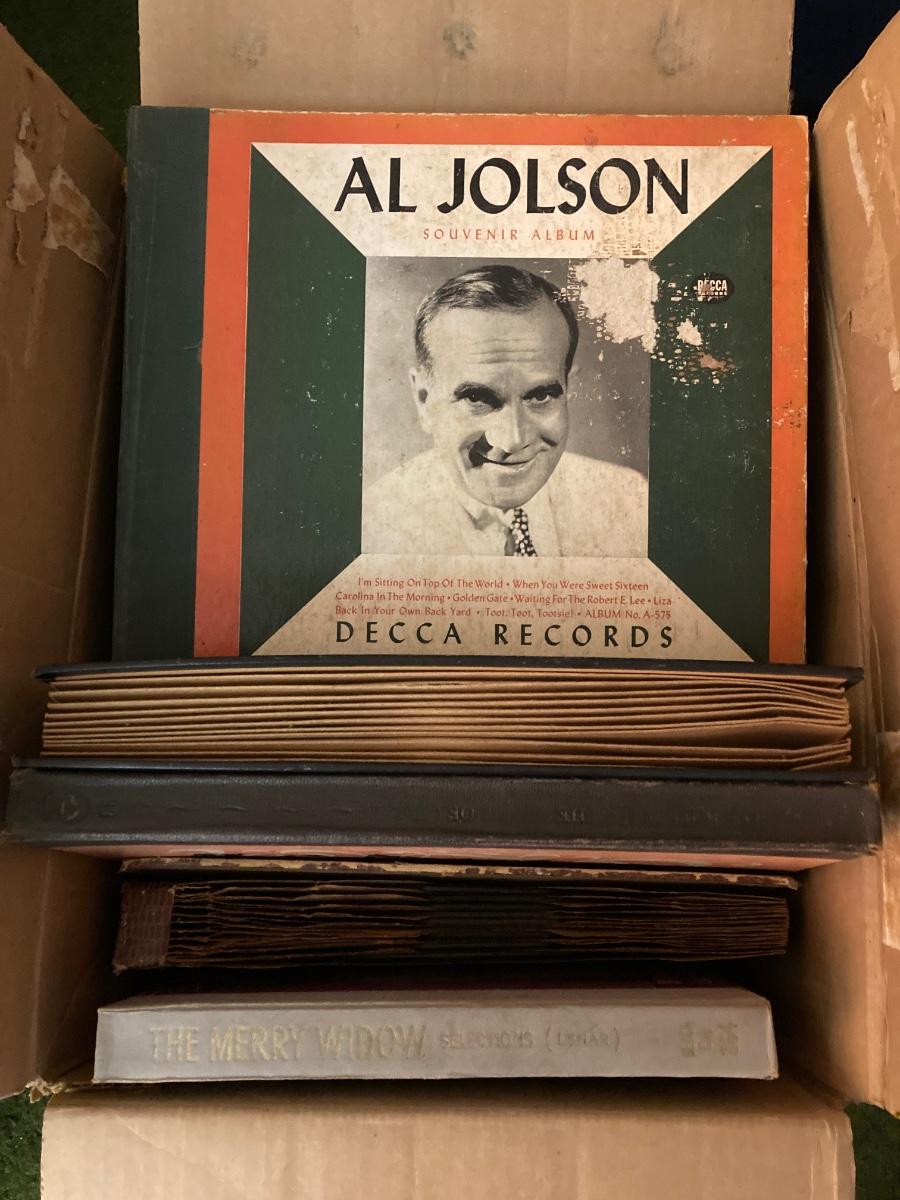 AL JOLSON
SOUVENIR ALBUM
DECCA
RECORDS
I'm Sitting On Top Of The World • When You Were Sweet Sixteen
Carolina In The Morning • Golden Gate • Waiting For The Robert E. Lee • Liza
Back In Your Own Back Yard • Toot, Toot, Tootsie! • ALBUM No. A-575
DECCA RECORDS
THE MERRY WIDOW SELECTIONS (LEHÁR)